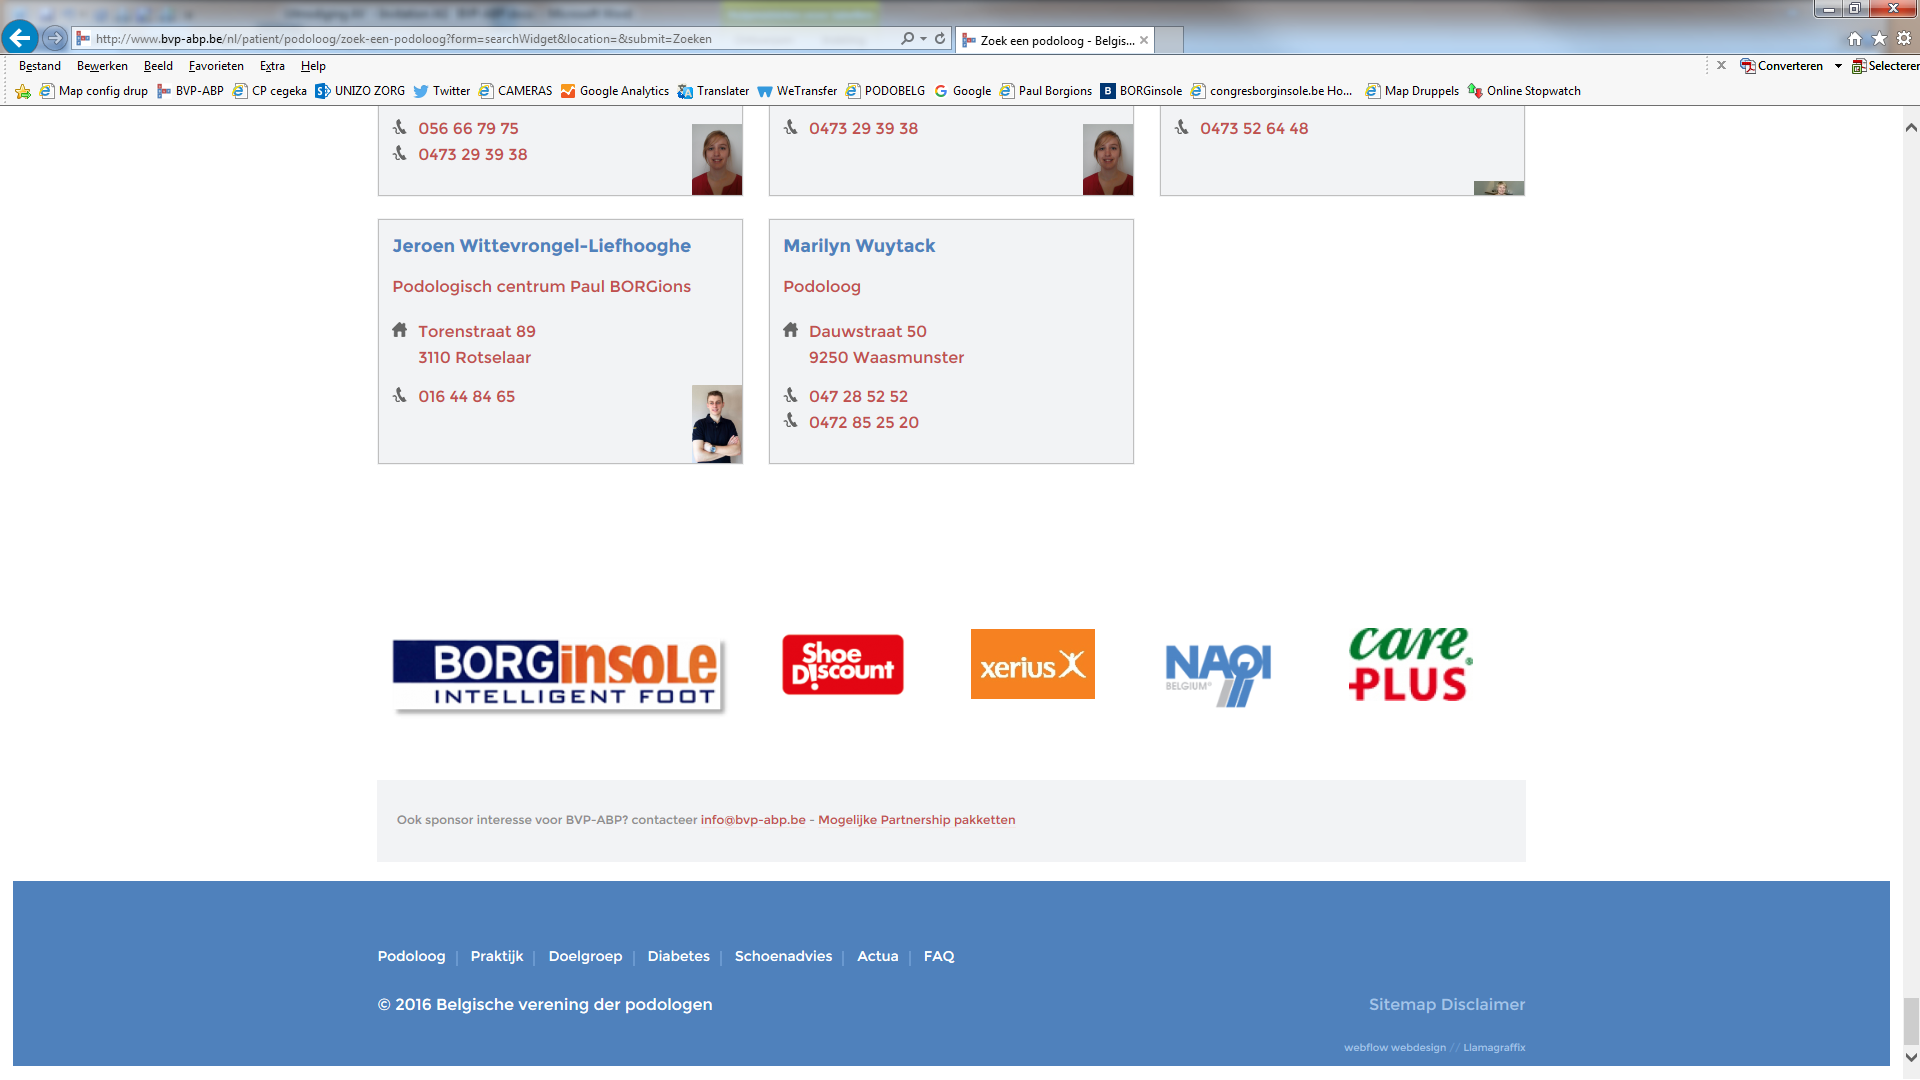 http://www.bvp-abp.be/nl/patient/podoloog/zoek-een-podoloog?form=searchWidget&location=&submit=Zoeken
Zoek een podoloog - Belgis...
Bestand Bewerken Beeld Favorieten Extra Help
Converteren Selecteren
Map config drup BVP-ABP CP cegeka UNIZO ZORG Twitter CAMERAS Google Analytics Translater WeTransfer PODOBELG Google Paul Borgions BORGinsole congresborginsole.be Ho... Map Druppels Online Stopwatch
056 66 79 75
0473 29 39 38
0473 29 39 38
0473 52 64 48
Jeroen Wittevrongel-Liefhooghe
Podologisch centrum Paul BORGions
Torenstraat 89
3110 Rotselaar
016 44 84 65
Marilyn Wuytack
Podoloog
Dauwstraat 50
9250 Waasmunster
047 28 52 52
0472 85 25 20
BORGinsole
INTELLIGENT FOOT
Shoe
D!scount
xerius
NAQI
BELGIUM®
care
PLUS®
Ook sponsor interesse voor BVP-ABP? contacteer info@bvp-abp.be - Mogelijke Partnership pakketten
Podoloog | Praktijk | Doelgroep | Diabetes | Schoenadvies | Actua | FAQ
© 2016 Belgische verening der podologen
Sitemap Disclaimer
webflow webdesign // Llamagraffix